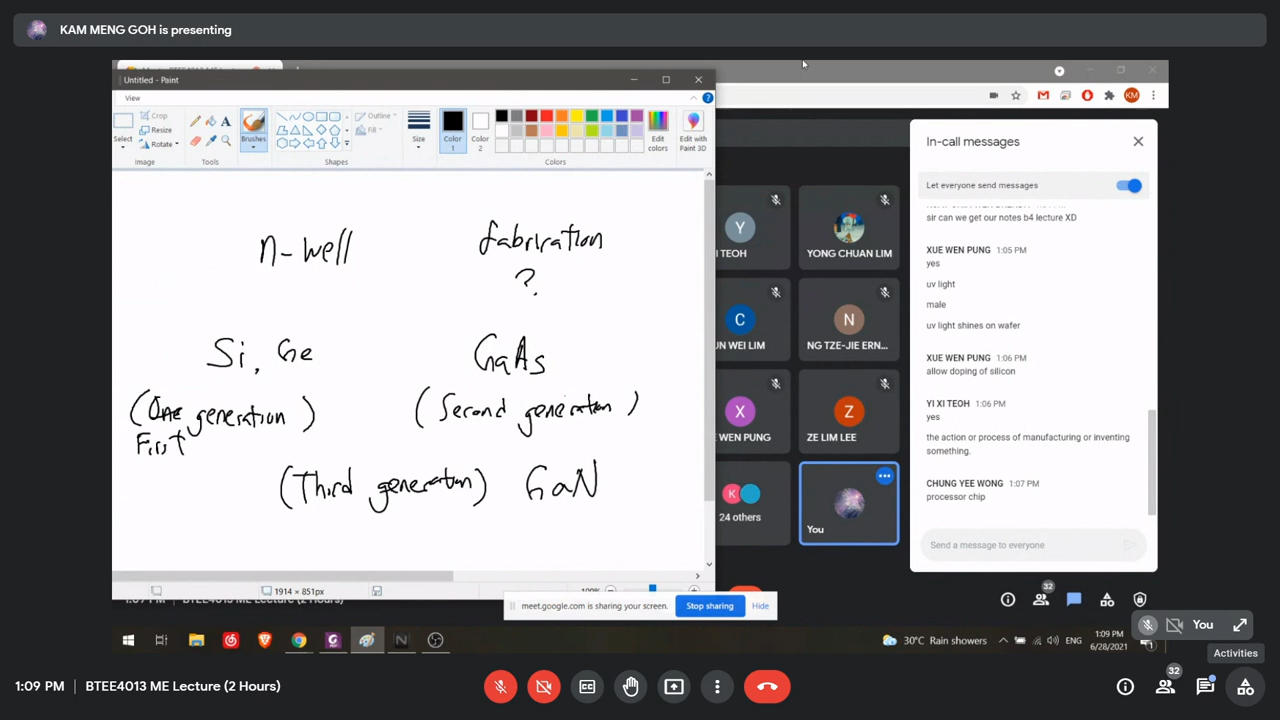 KAM MENG GOH is presenting
Untitled - Paint
View
Select
Crop
Resize
Rotate
Image
Tools
Brushes
Shapes
Outline
Fill
Size
Color 1
Color 2
Edit colors
Edit with Paint 3D
Colors
n-well
fabrication
?
Si, Ge
GaAs
(One generation)
First
(Second generation)
(Third generation) GaN
1914 × 851px
100%
meet.google.com is sharing your screen.
Stop sharing
Hide
KM
Y
I TEOH
YONG CHUAN LIM
C
UN WEI LIM
N
NG TZE-JIE ERN...
X
WEN PUNG
Z
ZE LIM LEE
K
24 others
You
In-call messages
Let everyone send messages
sir can we get our notes b4 lecture XD
XUE WEN PUNG 1:05 PM
yes
uv light
male
uv light shines on wafer
XUE WEN PUNG 1:06 PM
allow doping of silicon
YI XI TEOH 1:06 PM
yes
the action or process of manufacturing or inventing
something.
CHUNG YEE WONG 1:07 PM
processor chip
Send a message to everyone
32
You
30°C Rain showers
ENG
1:09 PM
6/28/2021
Activities
1:09 PM
BTEE4013 ME Lecture (2 Hours)
32